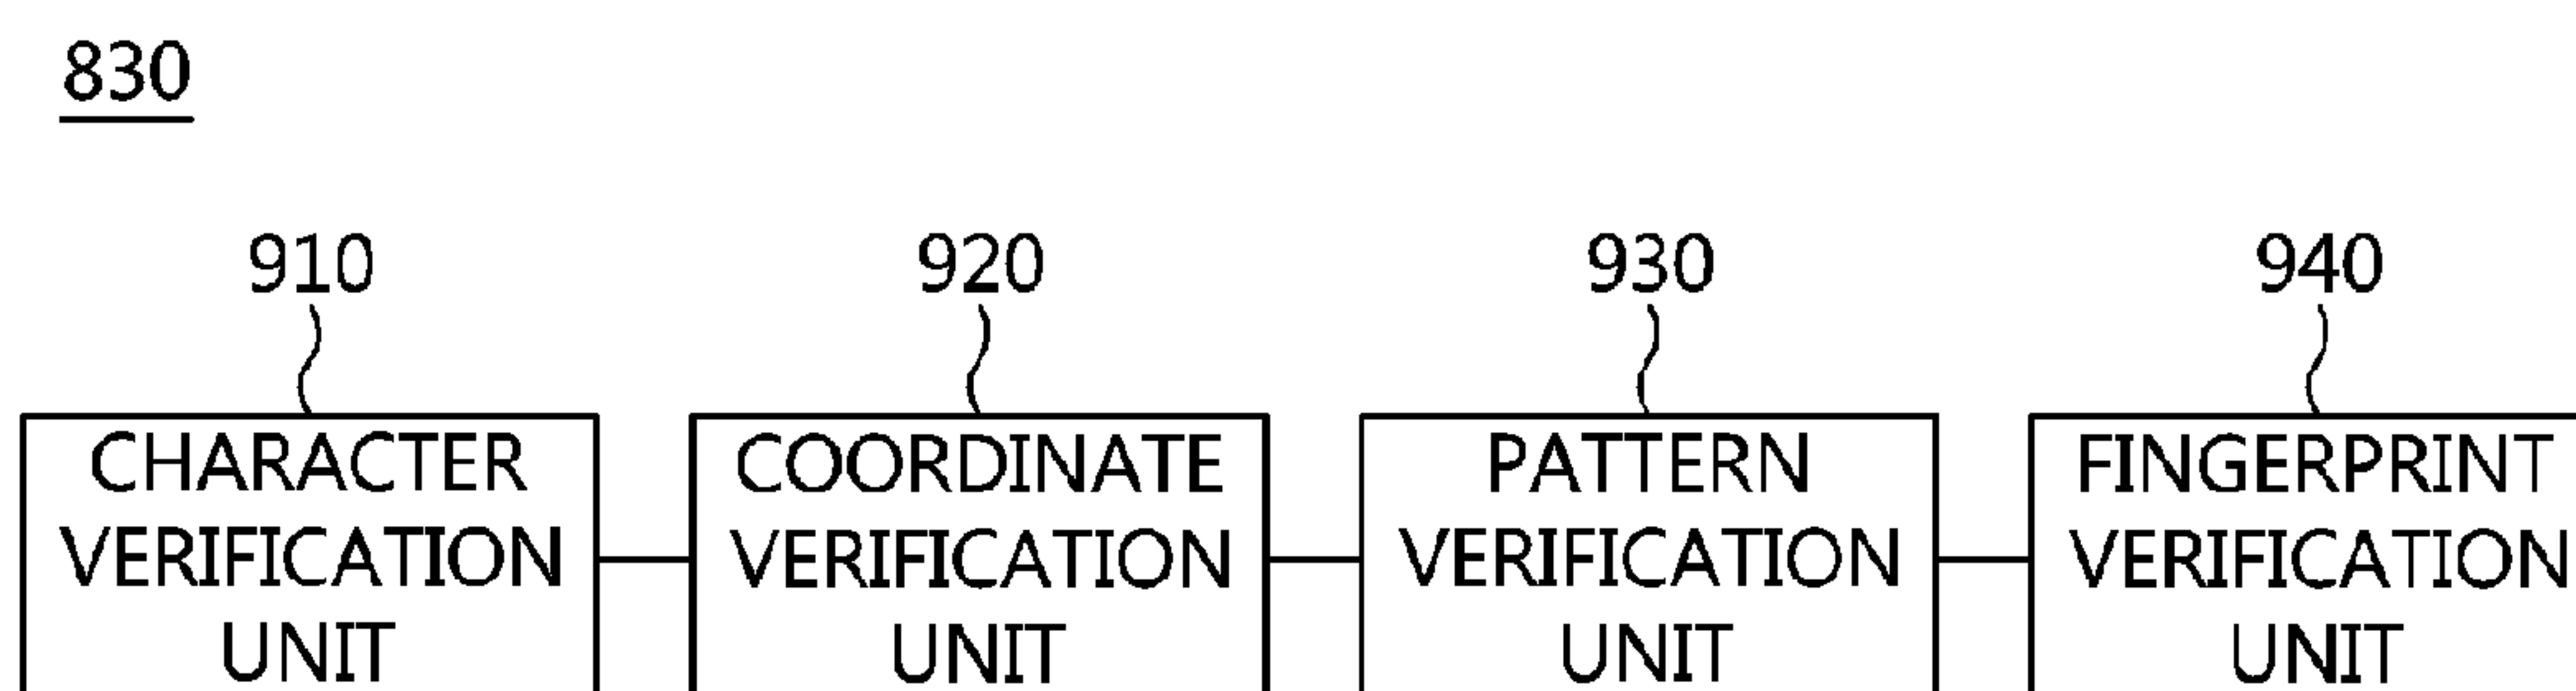 830
910 920 930 940
CHARACTER VERIFICATION UNIT
COORDINATE VERIFICATION UNIT
PATTERN VERIFICATION UNIT
FINGERPRINT VERIFICATION UNIT